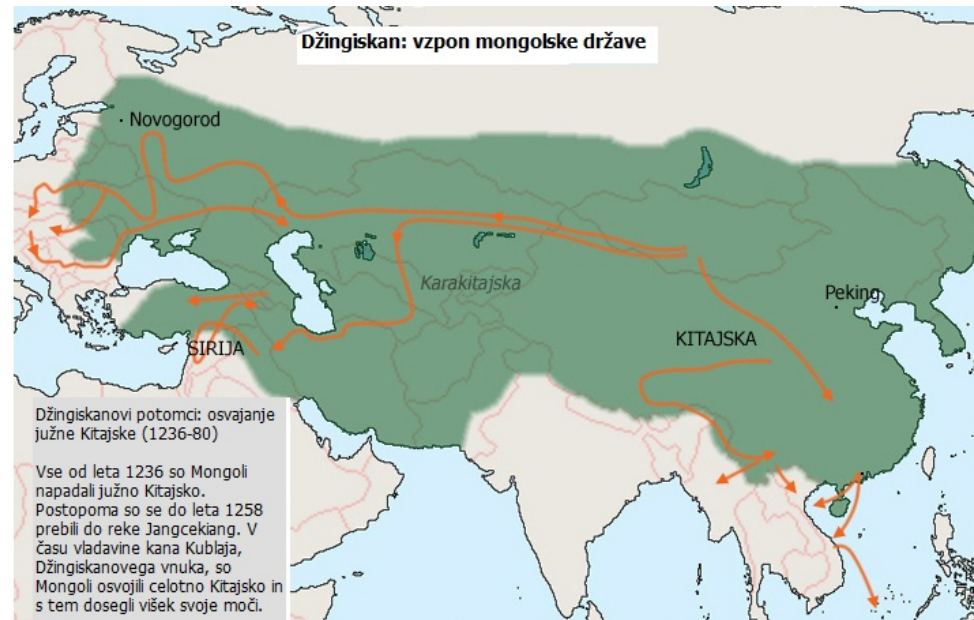 Džingiskan: vzpon mongolske države
Novogorod
Karakitajska
Peking
KITAJSKA
SIRIJA
Džingiskanovi potomci: osvajanje
južne Kitajske (1236-80)
Vse od leta 1236 so Mongoli
napadali južno Kitajsko.
Postopoma so se do leta 1258
prebili do reke Jangcekiang. V
času vladavine kana Kublaja,
Džingiskanovega vnuka, so
Mongoli osvojili celotno Kitajsko in
s tem dosegli višek svoje moči.